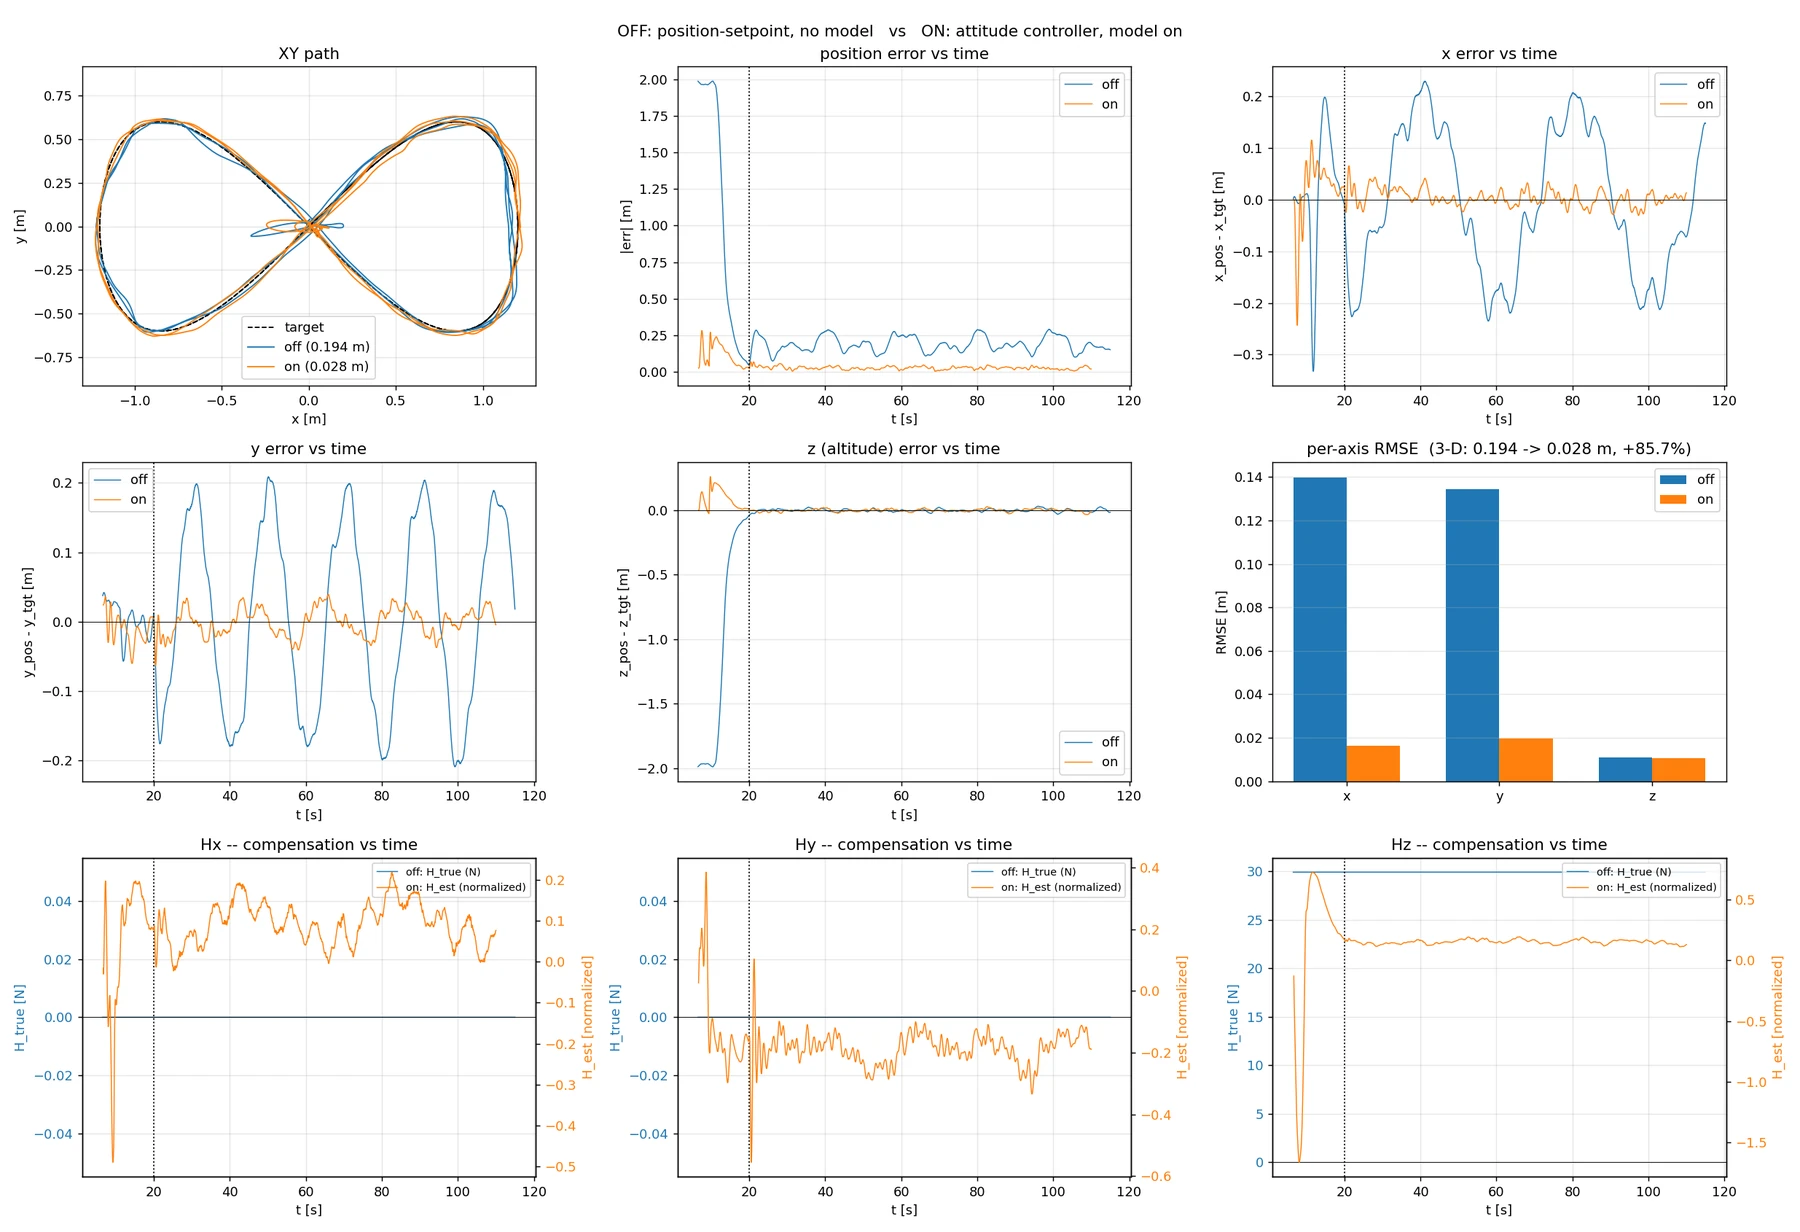 OFF: position-setpoint, no model   vs   ON: attitude controller, model on
XY path
0.75
0.50
0.25
0.00
−0.25
−0.50
−0.75
y [m]
−1.0
−0.5
0.0
0.5
1.0
x [m]
target
off (0.194 m)
on (0.028 m)
position error vs time
2.00
1.75
1.50
1.25
1.00
0.75
0.50
0.25
0.00
|err| [m]
20
40
60
80
100
120
t [s]
off
on
x error vs time
0.2
0.1
0.0
−0.1
−0.2
−0.3
x_pos - x_tgt [m]
20
40
60
80
100
120
t [s]
off
on
y error vs time
0.2
0.1
0.0
−0.1
−0.2
y_pos - y_tgt [m]
20
40
60
80
100
120
t [s]
off
on
z (altitude) error vs time
0.0
−0.5
−1.0
−1.5
−2.0
z_pos - z_tgt [m]
20
40
60
80
100
120
t [s]
off
on
per-axis RMSE  (3-D: 0.194 -> 0.028 m, +85.7%)
0.14
0.12
0.10
0.08
0.06
0.04
0.02
0.00
RMSE [m]
x
y
z
off
on
Hx -- compensation vs time
0.04
0.02
0.00
−0.02
−0.04
H_true [N]
20
40
60
80
100
120
t [s]
off: H_true (N)
on: H_est (normalized)
0.2
0.1
0.0
−0.1
−0.2
−0.3
−0.4
−0.5
H_est [normalized]
Hy -- compensation vs time
0.04
0.02
0.00
−0.02
−0.04
H_true [N]
20
40
60
80
100
120
t [s]
off: H_true (N)
on: H_est (normalized)
0.4
0.2
0.0
−0.2
−0.4
−0.6
H_est [normalized]
Hz -- compensation vs time
30
25
20
15
10
5
0
H_true [N]
20
40
60
80
100
120
t [s]
off: H_true (N)
on: H_est (normalized)
0.5
0.0
−0.5
−1.0
−1.5
H_est [normalized]